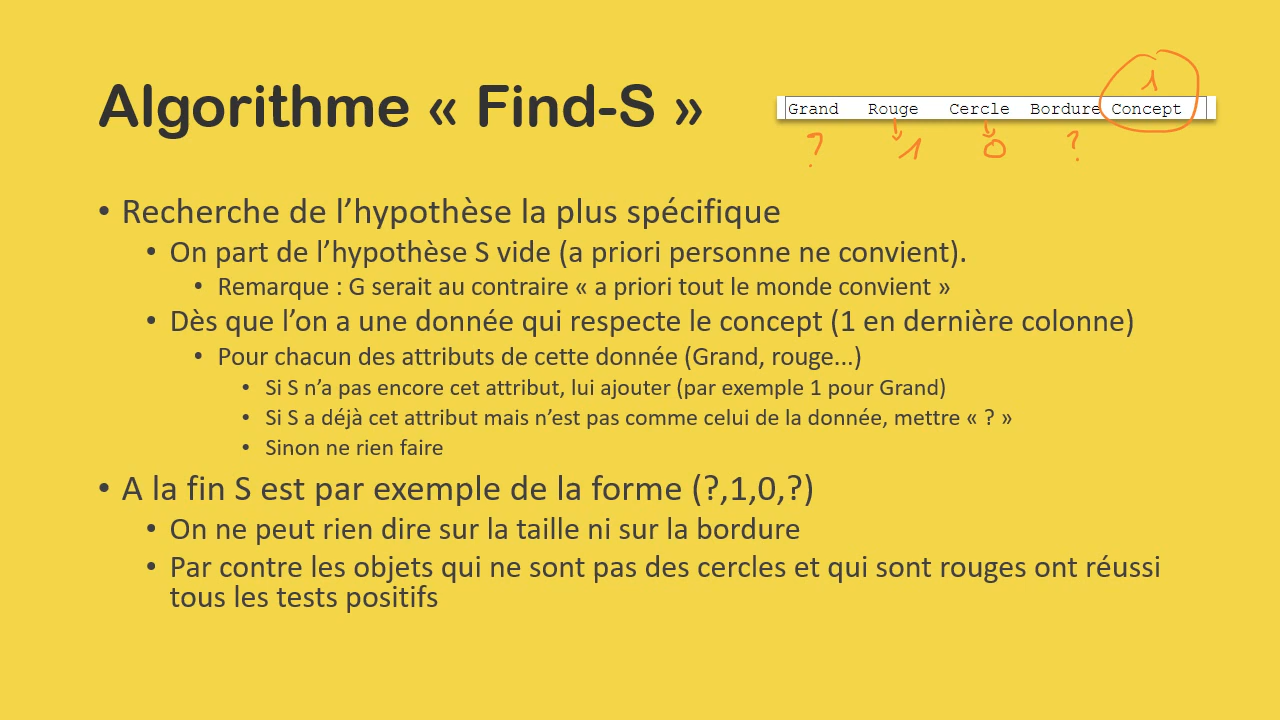 Algorithme « Find-S »
Grand Rouge Cercle Bordure Concept
1
? 1 0 ?
• Recherche de l’hypothèse la plus spécifique
• On part de l’hypothèse S vide (a priori personne ne convient).
• Remarque : G serait au contraire « a priori tout le monde convient »
• Dès que l’on a une donnée qui respecte le concept (1 en dernière colonne)
• Pour chacun des attributs de cette donnée (Grand, rouge...)
• Si S n’a pas encore cet attribut, lui ajouter (par exemple 1 pour Grand)
• Si S a déjà cet attribut mais n’est pas comme celui de la donnée, mettre « ? »
• Sinon ne rien faire
• A la fin S est par exemple de la forme (?,1,0,?)
• On ne peut rien dire sur la taille ni sur la bordure
• Par contre les objets qui ne sont pas des cercles et qui sont rouges ont réussi
tous les tests positifs